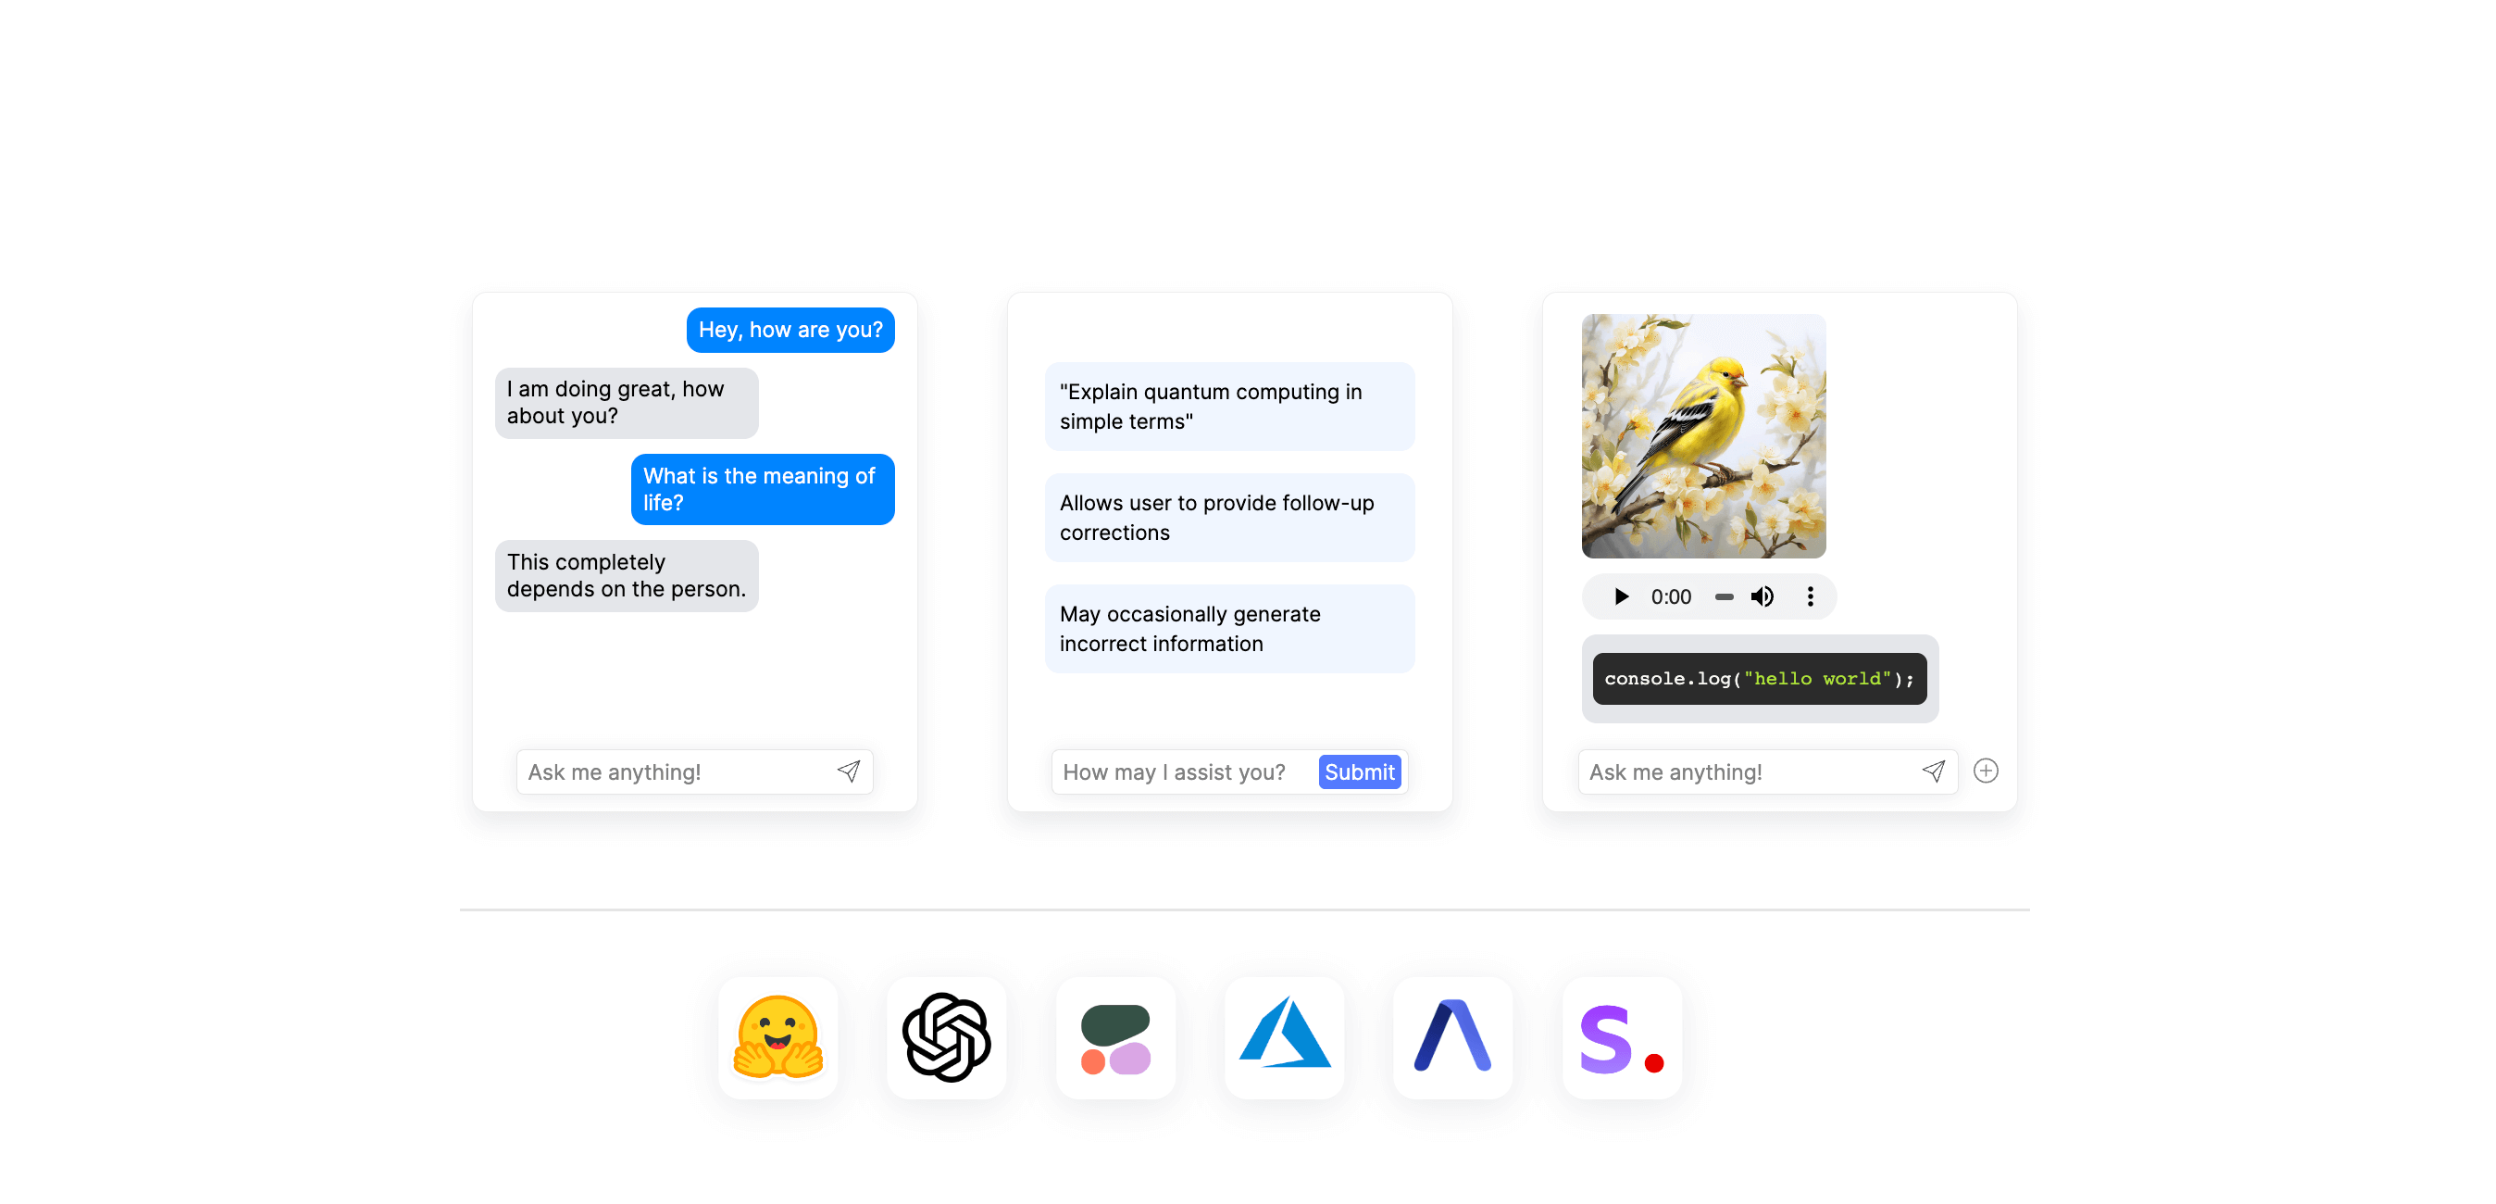 Hey, how are you?
I am doing great, how
about you?
What is the meaning of
life?
This completely
depends on the person.
Ask me anything!
"Explain quantum computing in
simple terms"
Allows user to provide follow-up
corrections
May occasionally generate
incorrect information
How may I assist you? Submit
0:00
console.log("hello world");
Ask me anything!
S.